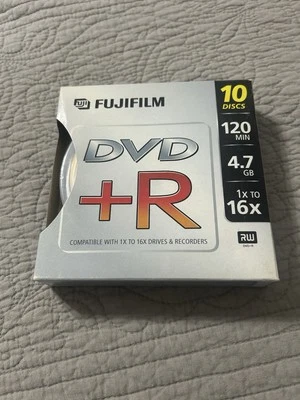 FUJI FUJIFILM
DVD
+R
COMPATIBLE WITH 1X TO 16X DRIVES & RECORDERS
10
DISCS
120
MIN
4.7
GB
1X TO
16X
RW